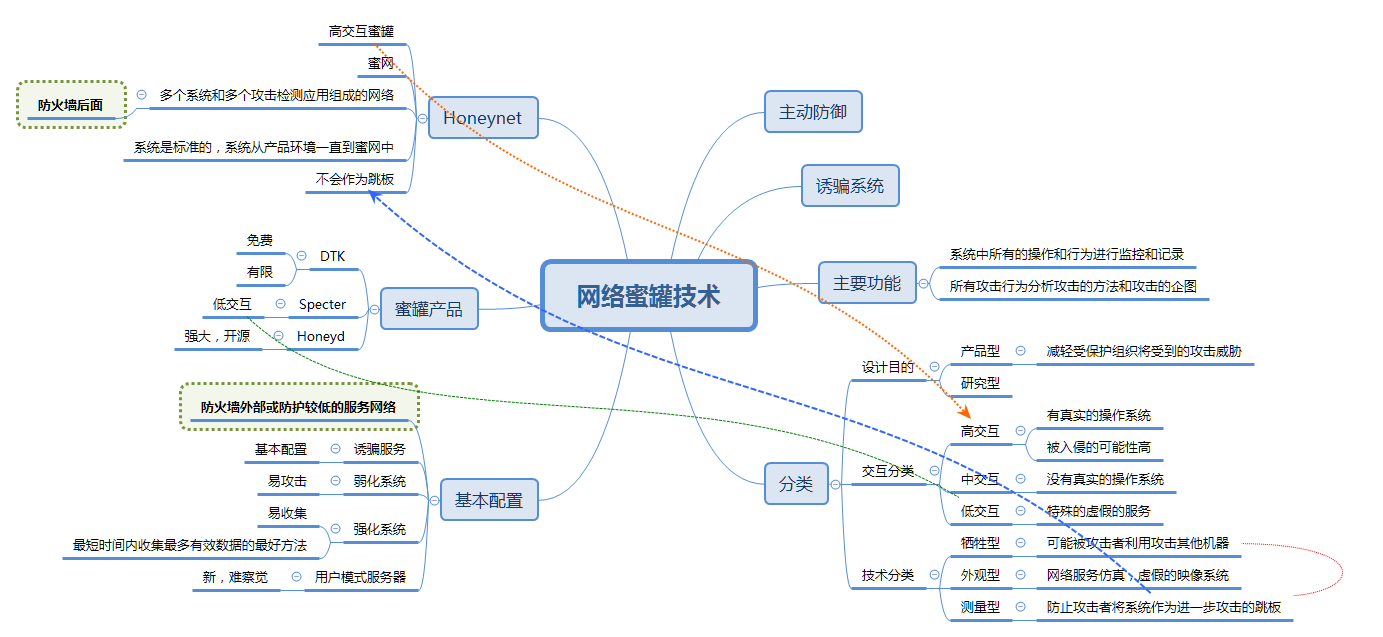 网络蜜罐技术
Honeynet
高交互蜜罐
蜜网
多个系统和多个攻击检测应用组成的网络
防火墙后面
系统是标准的，系统从产品环境一直到蜜网中
不会作为跳板
蜜罐产品
DTK
免费
有限
Specter
低交互
Honeyd
强大，开源
基本配置
防火墙外部或防护较低的服务网络
诱骗服务
基本配置
弱化系统
易攻击
强化系统
易收集
最短时间内收集最多有效数据的最好方法
用户模式服务器
新，难察觉
主动防御
诱骗系统
主要功能
系统中所有的操作和行为进行监控和记录
所有攻击行为分析攻击的方法和攻击的企图
分类
设计目的
产品型
减轻受保护组织将受到的攻击威胁
研究型
交互分类
高交互
有真实的操作系统
被入侵的可能性高
中交互
没有真实的操作系统
低交互
特殊的虚假的服务
技术分类
牺牲型
可能被攻击者利用攻击其他机器
外观型
网络服务仿真，虚假的映像系统
测量型
防止攻击者将系统作为进一步攻击的跳板